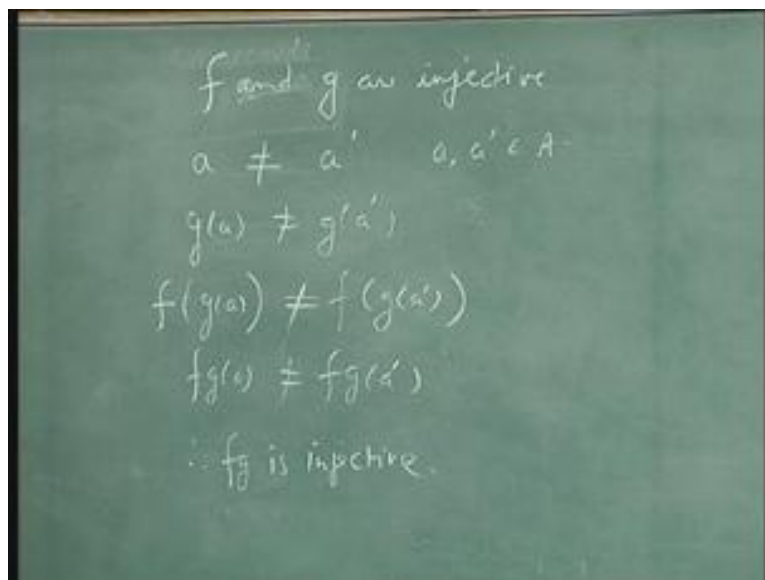 f and g are injective
a ≠ a' a, a' ∈ A
g(a) ≠ g(a')
f(g(a)) ≠ f(g(a'))
fg(a) ≠ fg(a')
∴ fg is injective.